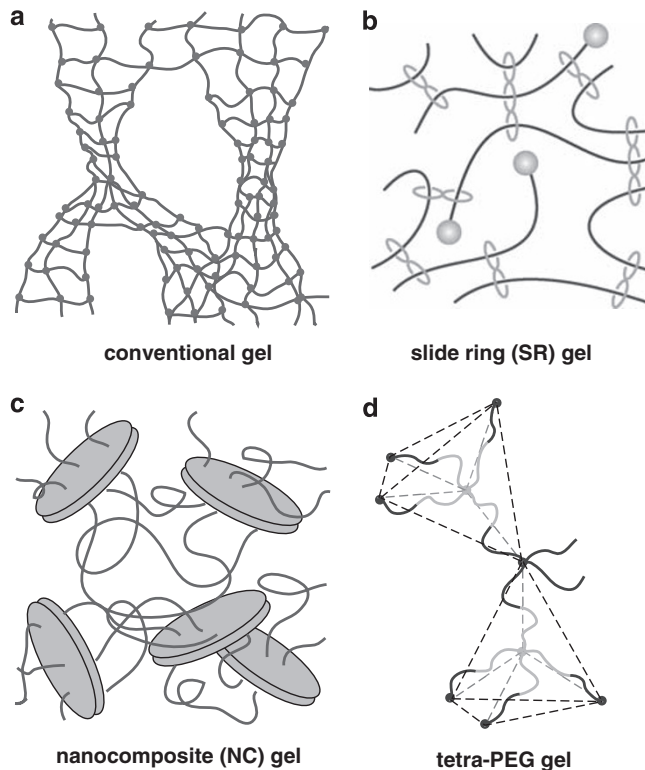 a
b
conventional gel
slide ring (SR) gel
c
d
nanocomposite (NC) gel
tetra-PEG gel